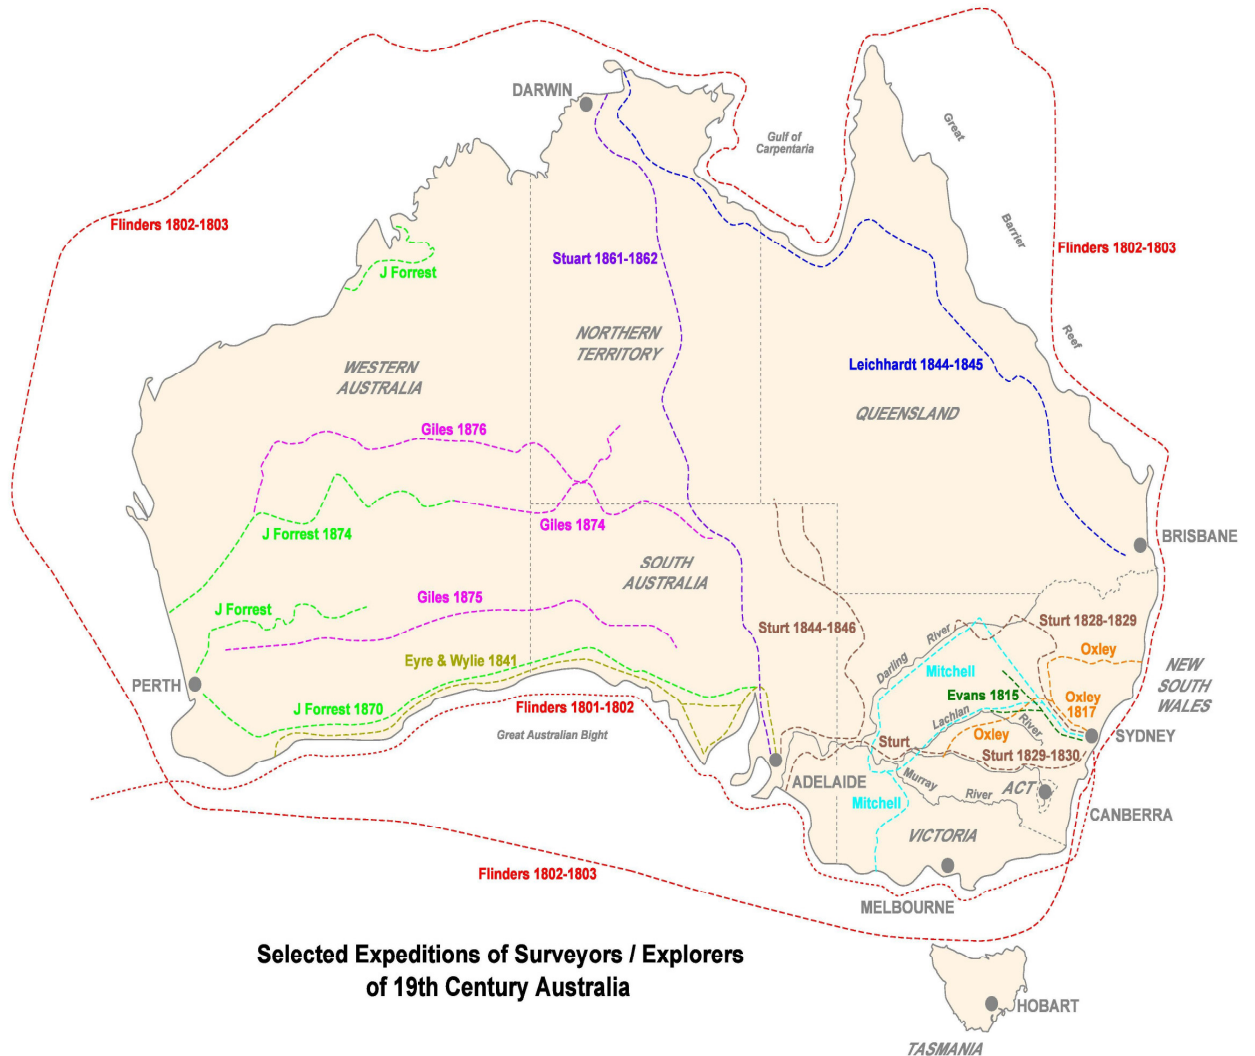 DARWIN
Gulf of
Carpentaria
Great
Barrier
Reef
Flinders 1802-1803
Flinders 1802-1803
Stuart 1861-1862
J Forrest
NORTHERN
TERRITORY
WESTERN
AUSTRALIA
Leichhardt 1844-1845
QUEENSLAND
Giles 1876
Giles 1874
J Forrest 1874
BRISBANE
SOUTH
AUSTRALIA
Giles 1875
J Forrest
Sturt 1844-1846
Sturt 1828-1829
Darling
River
Oxley
Eyre & Wylie 1841
Mitchell
NEW
SOUTH
WALES
PERTH
Evans 1815
Oxley
1817
J Forrest 1870
Flinders 1801-1802
Lachlan
River
Great Australian Bight
Oxley
SYDNEY
Sturt
Sturt 1829-1830
ADELAIDE
Murray
River
ACT
Mitchell
CANBERRA
VICTORIA
Flinders 1802-1803
MELBOURNE
Selected Expeditions of Surveyors / Explorers
of 19th Century Australia
HOBART
TASMANIA